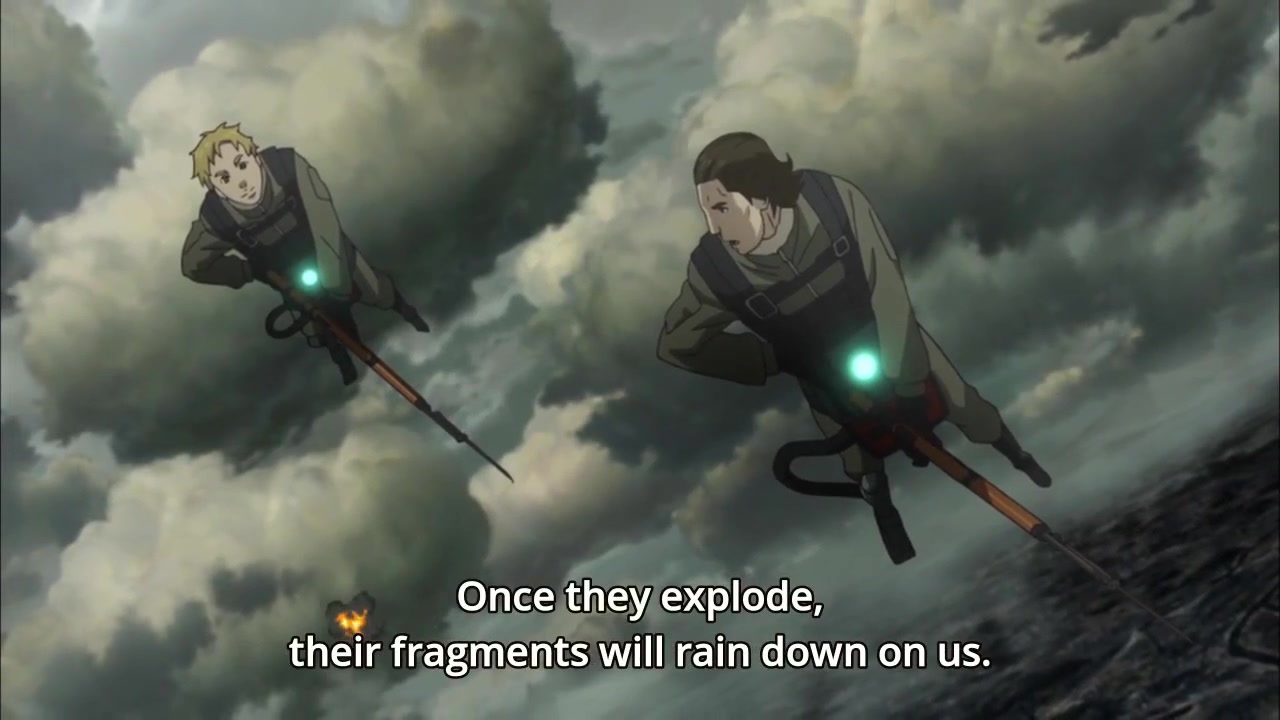 Once they explode,
their fragments will rain down on us.